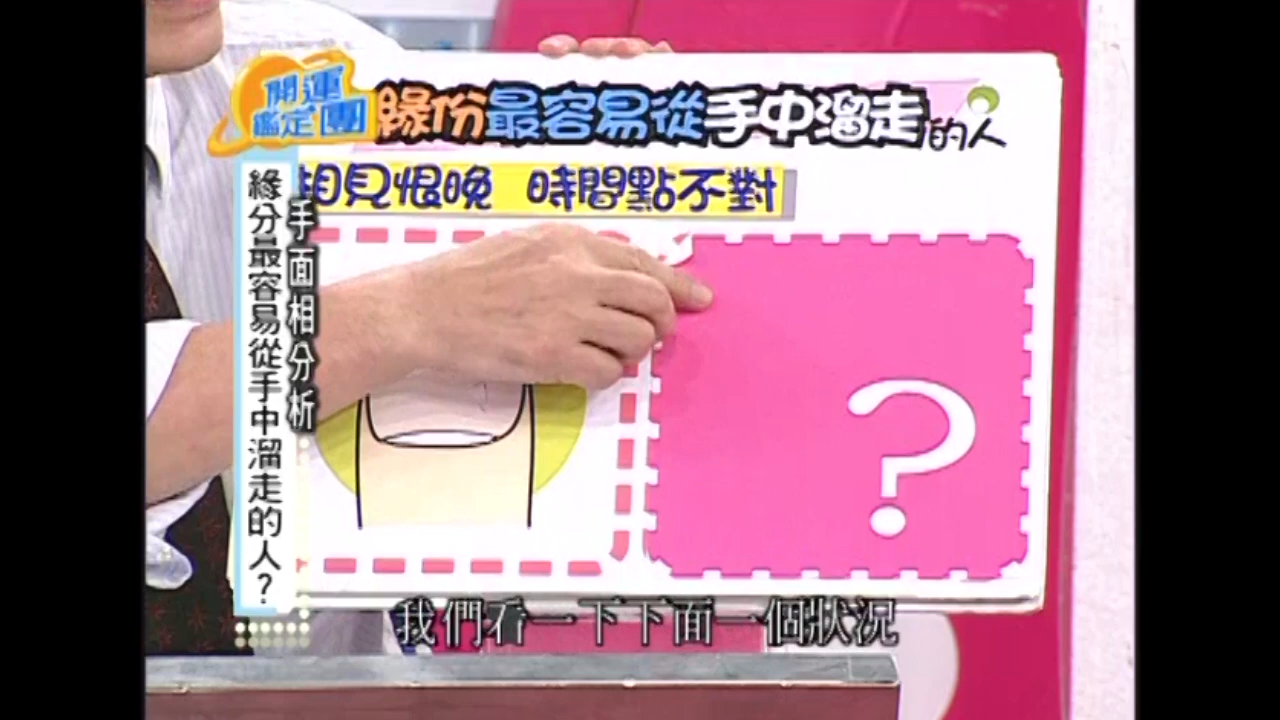 開運
鑑定團
緣份最容易從手中溜走的人
相見恨晚 時間點不對
手面相分析
緣分最容易從手中溜走的人?
?
我們看一下下面一個狀況